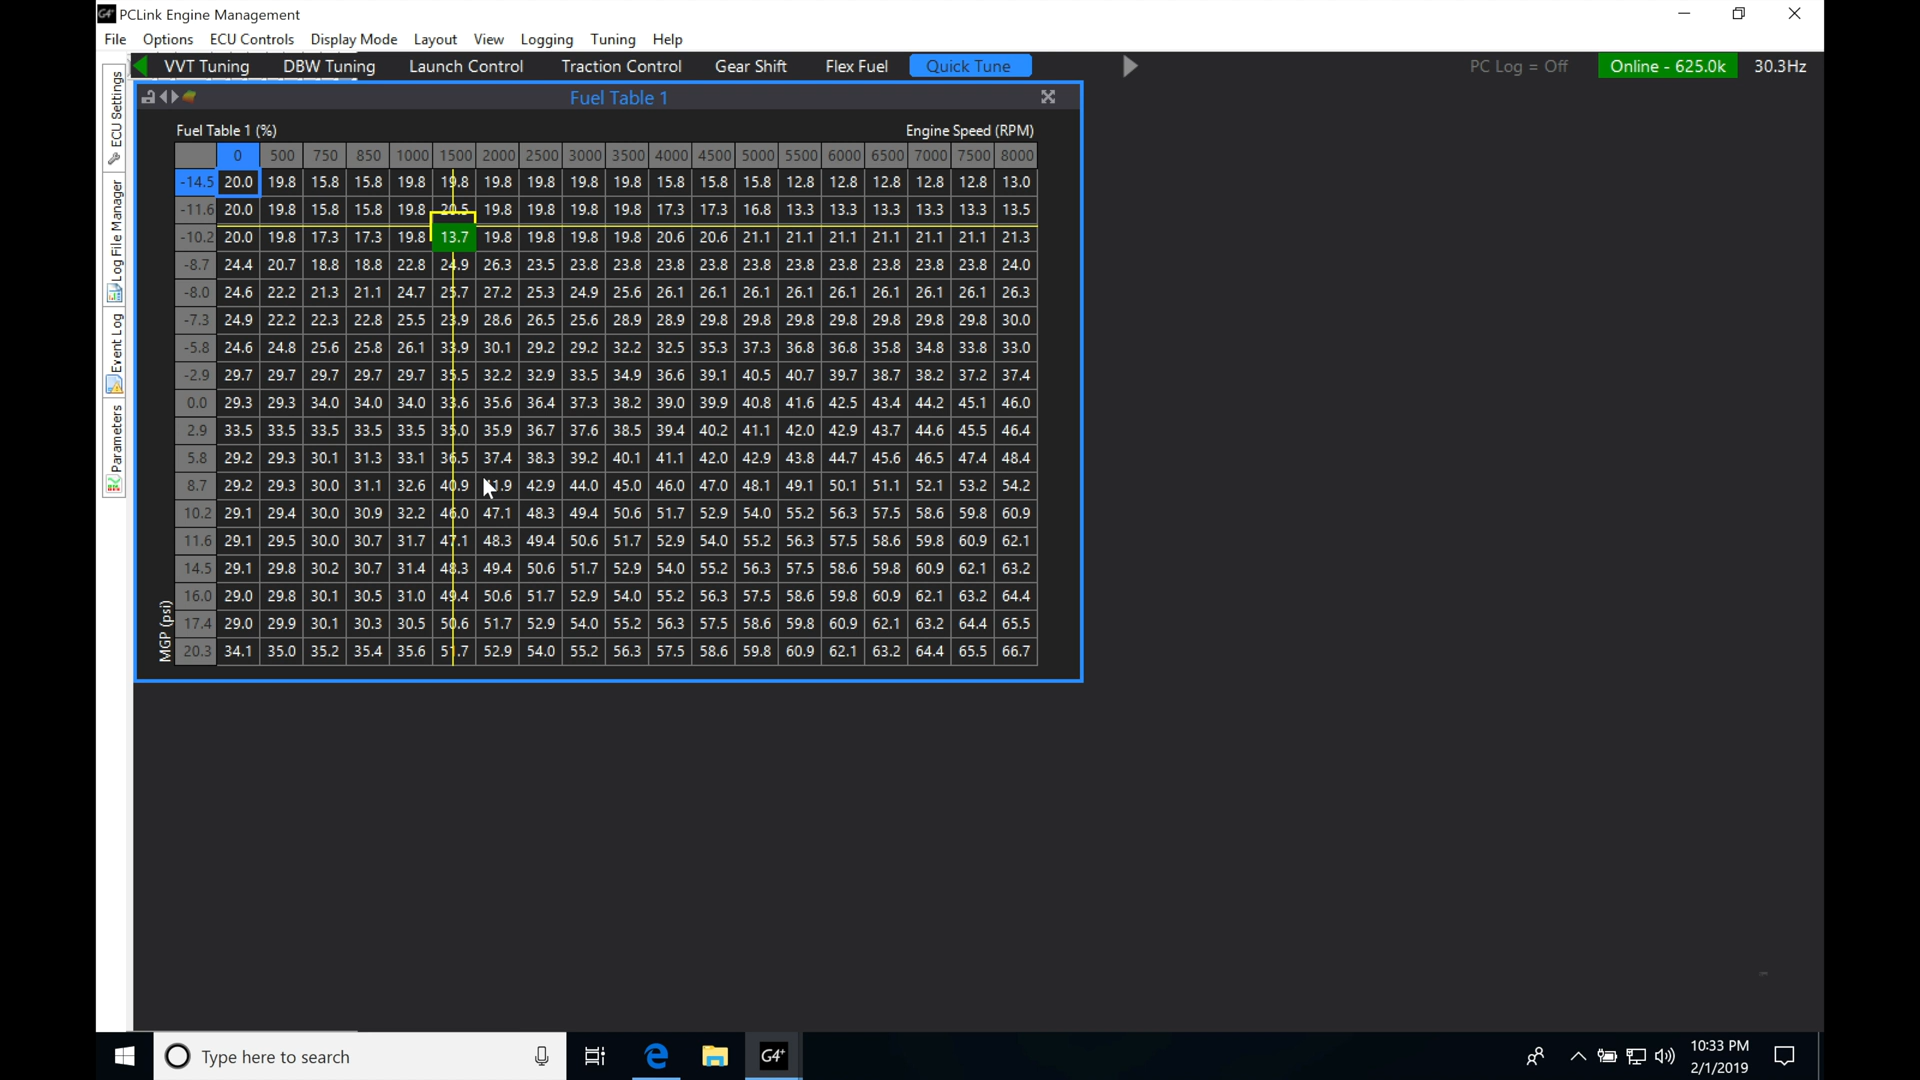 G4+ PCLink Engine Management
File Options ECU Controls Display Mode Layout View Logging Tuning Help
VVT Tuning DBW Tuning Launch Control Traction Control Gear Shift Flex Fuel Quick Tune PC Log = Off Online - 625.0k 30.3Hz
ECU Settings
Log File Manager
Event Log
Parameters
Fuel Table 1
Fuel Table 1 (%) Engine Speed (RPM)
0 500 750 850 1000 1500 2000 2500 3000 3500 4000 4500 5000 5500 6000 6500 7000 7500 8000
-14.5 20.0 19.8 15.8 15.8 19.8 19.8 19.8 19.8 19.8 19.8 15.8 15.8 15.8 12.8 12.8 12.8 12.8 12.8 13.0
-11.6 20.0 19.8 15.8 15.8 19.8 20.5 19.8 19.8 19.8 19.8 17.3 17.3 16.8 13.3 13.3 13.3 13.3 13.3 13.5
-10.2 20.0 19.8 17.3 17.3 19.8 13.7 19.8 19.8 19.8 19.8 20.6 20.6 21.1 21.1 21.1 21.1 21.1 21.1 21.3
-8.7 24.4 20.7 18.8 18.8 22.8 24.9 26.3 23.5 23.8 23.8 23.8 23.8 23.8 23.8 23.8 23.8 23.8 23.8 24.0
-8.0 24.6 22.2 21.3 21.1 24.7 25.7 27.2 25.3 24.9 25.6 26.1 26.1 26.1 26.1 26.1 26.1 26.1 26.1 26.3
-7.3 24.9 22.2 22.3 22.8 25.5 23.9 28.6 26.5 25.6 28.9 28.9 29.8 29.8 29.8 29.8 29.8 29.8 29.8 30.0
-5.8 24.6 24.8 25.6 25.8 26.1 33.9 30.1 29.2 29.2 32.2 32.5 35.3 37.3 36.8 36.8 35.8 34.8 33.8 33.0
-2.9 29.7 29.7 29.7 29.7 29.7 35.5 32.2 32.9 33.5 34.9 36.6 39.1 40.5 40.7 39.7 38.7 38.2 37.2 37.4
0.0 29.3 29.3 34.0 34.0 34.0 33.6 35.6 36.4 37.3 38.2 39.0 39.9 40.8 41.6 42.5 43.4 44.2 45.1 46.0
2.9 33.5 33.5 33.5 33.5 33.5 35.0 35.9 36.7 37.6 38.5 39.4 40.2 41.1 42.0 42.9 43.7 44.6 45.5 46.4
5.8 29.2 29.3 30.1 31.3 33.1 36.5 37.4 38.3 39.2 40.1 41.1 42.0 42.9 43.8 44.7 45.6 46.5 47.4 48.4
8.7 29.2 29.3 30.0 31.1 32.6 40.9 42.9 44.0 45.0 46.0 47.0 48.1 49.1 50.1 51.1 52.1 53.2 54.2
10.2 29.1 29.4 30.0 30.9 32.2 46.0 47.1 48.3 49.4 50.6 51.7 52.9 54.0 55.2 56.3 57.5 58.6 59.8 60.9
11.6 29.1 29.5 30.0 30.7 31.7 47.1 48.3 49.4 50.6 51.7 52.9 54.0 55.2 56.3 57.5 58.6 59.8 60.9 62.1
14.5 29.1 29.8 30.2 30.7 31.4 48.3 49.4 50.6 51.7 52.9 54.0 55.2 56.3 57.5 58.6 59.8 60.9 62.1 63.2
16.0 29.0 29.8 30.1 30.5 31.0 49.4 50.6 51.7 52.9 54.0 55.2 56.3 57.5 58.6 59.8 60.9 62.1 63.2 64.4
17.4 29.0 29.9 30.1 30.3 30.5 50.6 51.7 52.9 54.0 55.2 56.3 57.5 58.6 59.8 60.9 62.1 63.2 64.4 65.5
20.3 34.1 35.0 35.2 35.4 35.6 51.7 52.9 54.0 55.2 56.3 57.5 58.6 59.8 60.9 62.1 63.2 64.4 65.5 66.7
MGP (psi)
Type here to search G4+ 10:33 PM
2/1/2019